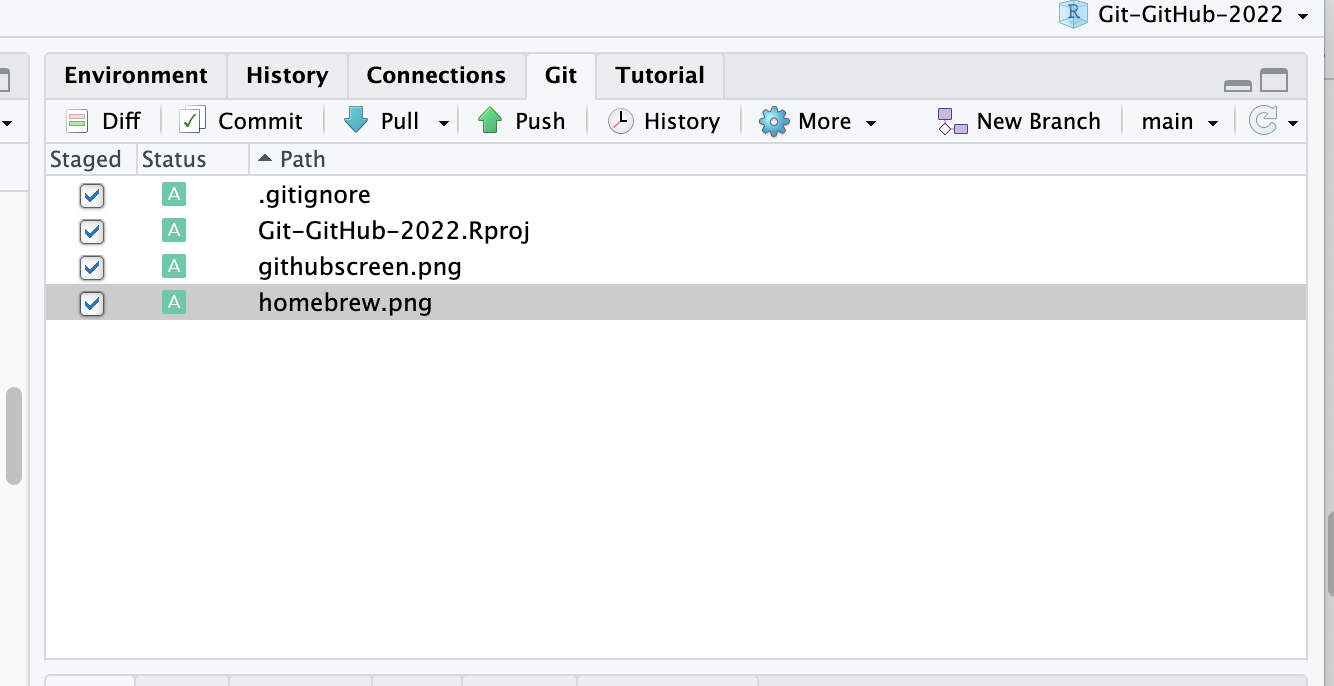 Git-GitHub-2022
Environment History Connections Git Tutorial
Diff Commit Pull Push History More New Branch main
Staged Status Path
A .gitignore
A Git-GitHub-2022.Rproj
A githubscreen.png
A homebrew.png